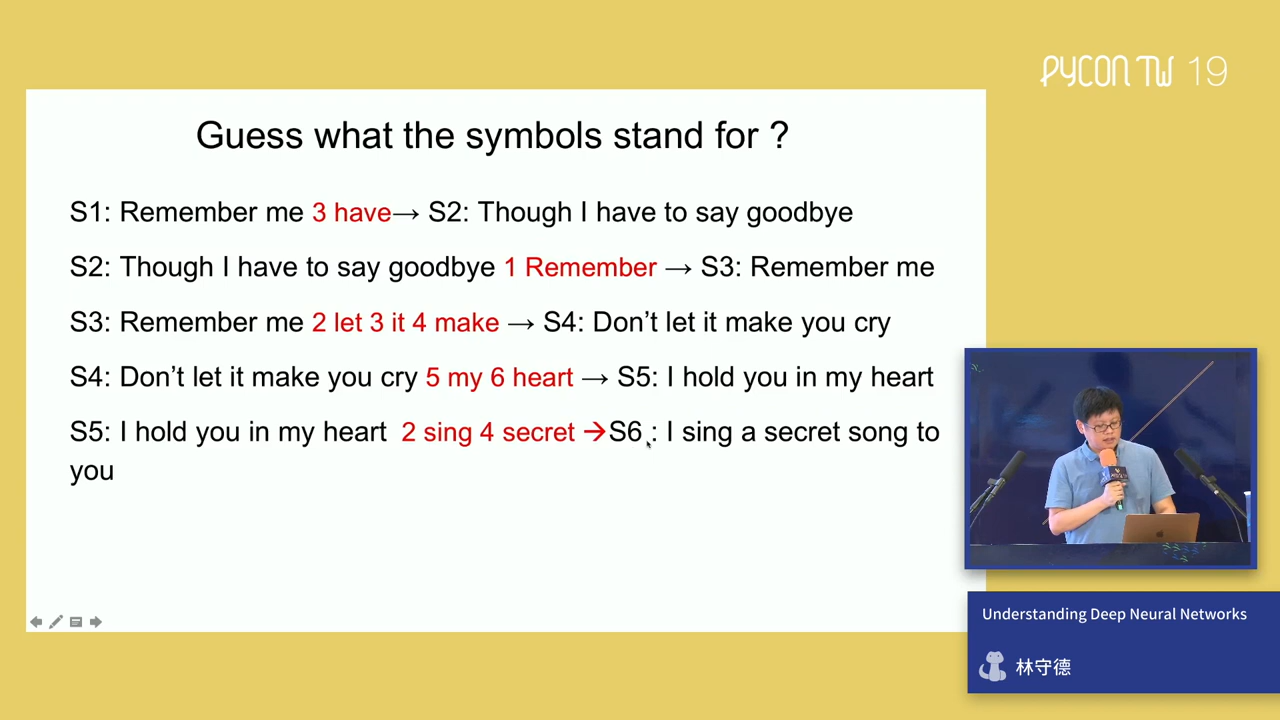 PYCON TW 19
Guess what the symbols stand for ?
S1: Remember me 3 have→ S2: Though I have to say goodbye
S2: Though I have to say goodbye 1 Remember → S3: Remember me
S3: Remember me 2 let 3 it 4 make → S4: Don’t let it make you cry
S4: Don’t let it make you cry 5 my 6 heart → S5: I hold you in my heart
S5: I hold you in my heart 2 sing 4 secret →S6 : I sing a secret song to
you
Understanding Deep Neural Networks
林守德